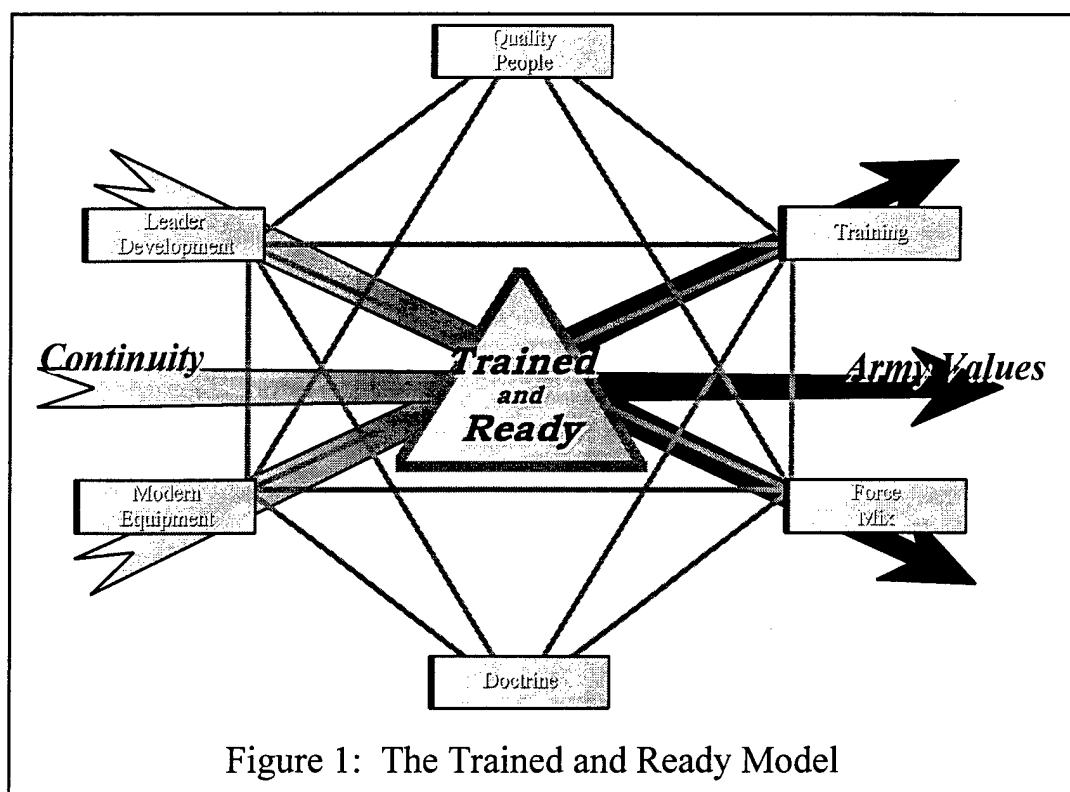 Quality
People
Leader
Development
Training
Continuity
Army Values
Trained
and
Ready
Modern
Equipment
Force
Mix
Doctrine
Figure 1:  The Trained and Ready Model